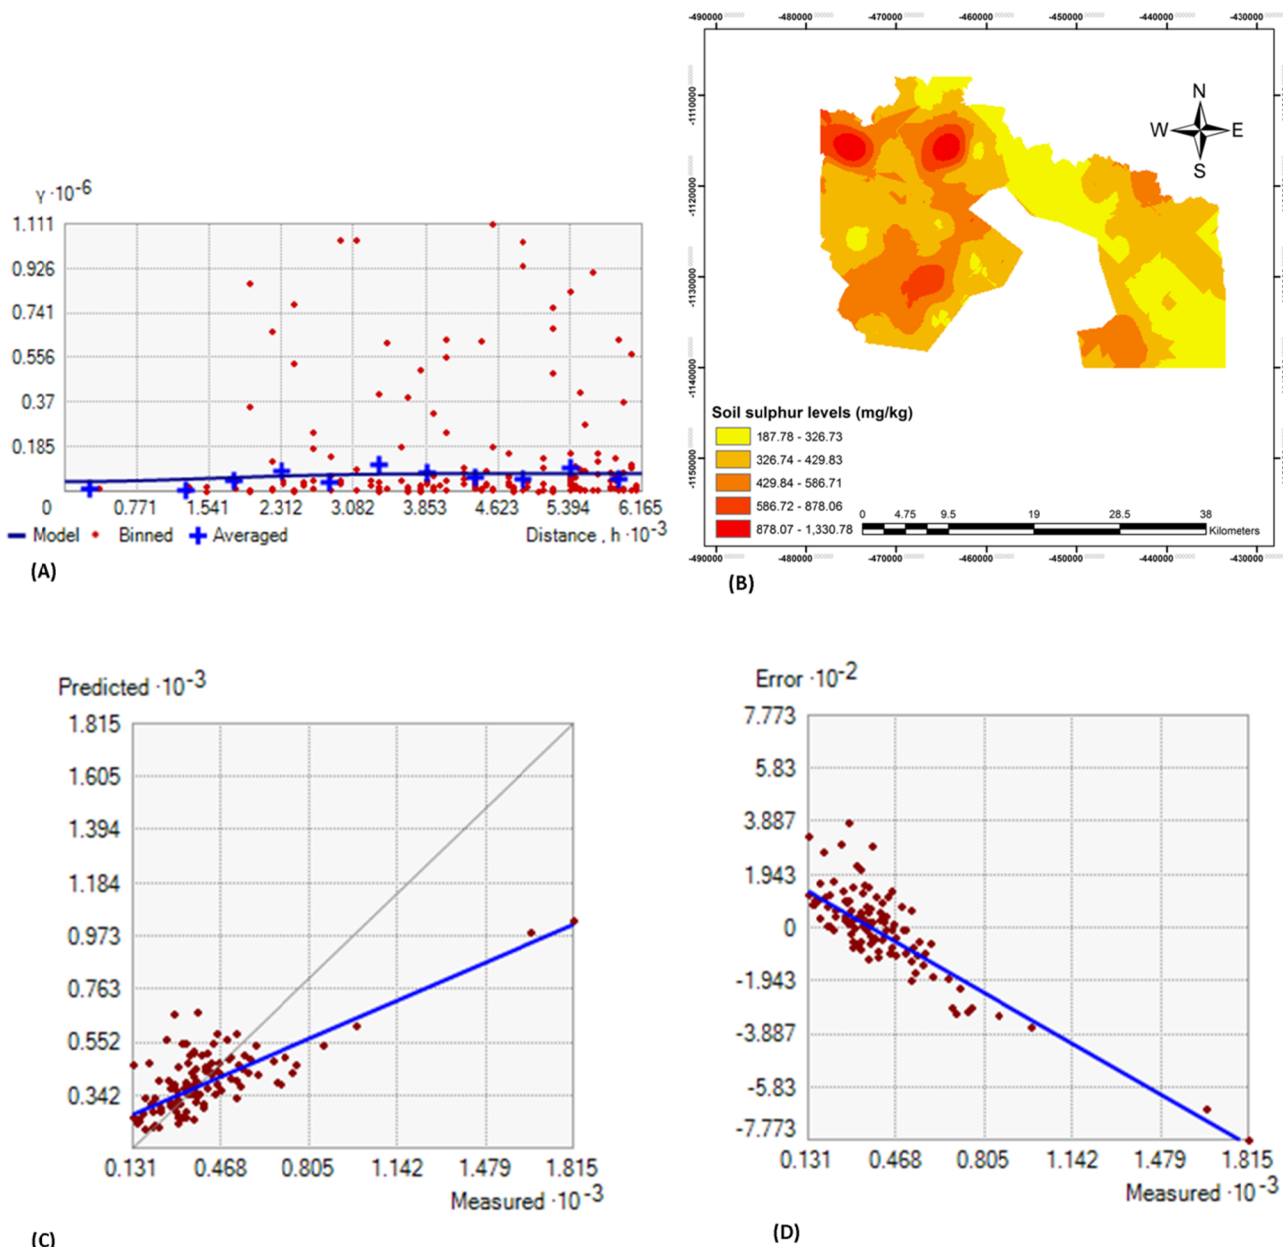 γ ·10⁻⁶
1.111
0.926
0.741
0.556
0.37
0.185
0 0.771 1.541 2.312 3.082 3.853 4.623 5.394 6.165
Model Binned Averaged Distance, h ·10⁻³
(A)
-490000 -480000 -470000 -460000 -450000 -440000 -430000
-1110000
-1120000
-1130000
-1140000
-1150000
N
W E
S
Soil sulphur levels (mg/kg)
187.78 - 326.73
326.74 - 429.83
429.84 - 586.71
586.72 - 878.06
878.07 - 1,330.78
0 4.75 9.5 19 28.5 38
Kilometers
-490000 -480000 -470000 -460000 -450000 -440000 -430000
(B)
Predicted ·10⁻³
1.815
1.605
1.394
1.184
0.973
0.763
0.552
0.342
0.131 0.468 0.805 1.142 1.479 1.815
Measured ·10⁻³
(C)
Error ·10⁻²
7.773
5.83
3.887
1.943
0
-1.943
-3.887
-5.83
-7.773
0.131 0.468 0.805 1.142 1.479 1.815
Measured ·10⁻³
(D)